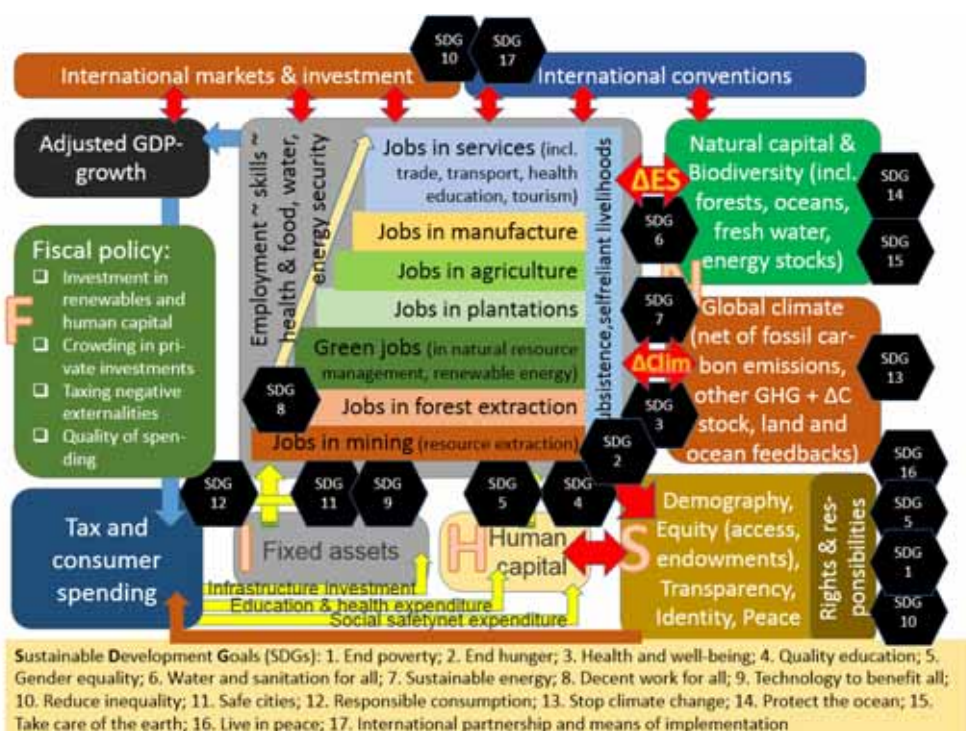 SDG
10
SDG
17
International markets & investment
International conventions
Adjusted GDP-
growth
Employment ~ skills ~
health & food, water,
energy security
Jobs in services (incl.
trade, transport, health
education, tourism)
Jobs in manufacture
Jobs in agriculture
Jobs in plantations
Green jobs (in natural resource
management, renewable energy)
Jobs in forest extraction
Jobs in mining (resource extraction)
SDG
8
selfreliant livelihoods
ΔES
SDG
6
SDG
7
ΔClim
SDG
3
SDG
2
Natural capital &
Biodiversity (incl.
forests, oceans,
fresh water,
energy stocks)
SDG
14
SDG
15
N
Global climate
(net of fossil car-
bon emissions,
other GHG + ΔC
stock, land and
ocean feedbacks)
SDG
13
Fiscal policy:
F
Investment in
renewables and
human capital
Crowding in pri-
vate investments
Taxing negative
externalities
Quality of spen-
ding
Tax and
consumer
spending
SDG
12
SDG
11
SDG
9
SDG
5
SDG
4
I Fixed assets
H Human
capital
Infrastructure investment
Education & health expenditure
Social safetynet expenditure
S
Demography,
Equity (access,
endowments),
Transparency,
Identity, Peace
Rights & res-
ponsibilities
SDG
16
SDG
5
SDG
1
SDG
10
Sustainable Development Goals (SDGs): 1. End poverty; 2. End hunger; 3. Health and well-being; 4. Quality education; 5.
Gender equality; 6. Water and sanitation for all; 7. Sustainable energy; 8. Decent work for all; 9. Technology to benefit all;
10. Reduce inequality; 11. Safe cities; 12. Responsible consumption; 13. Stop climate change; 14. Protect the ocean; 15.
Take care of the earth; 16. Live in peace; 17. International partnership and means of implementation